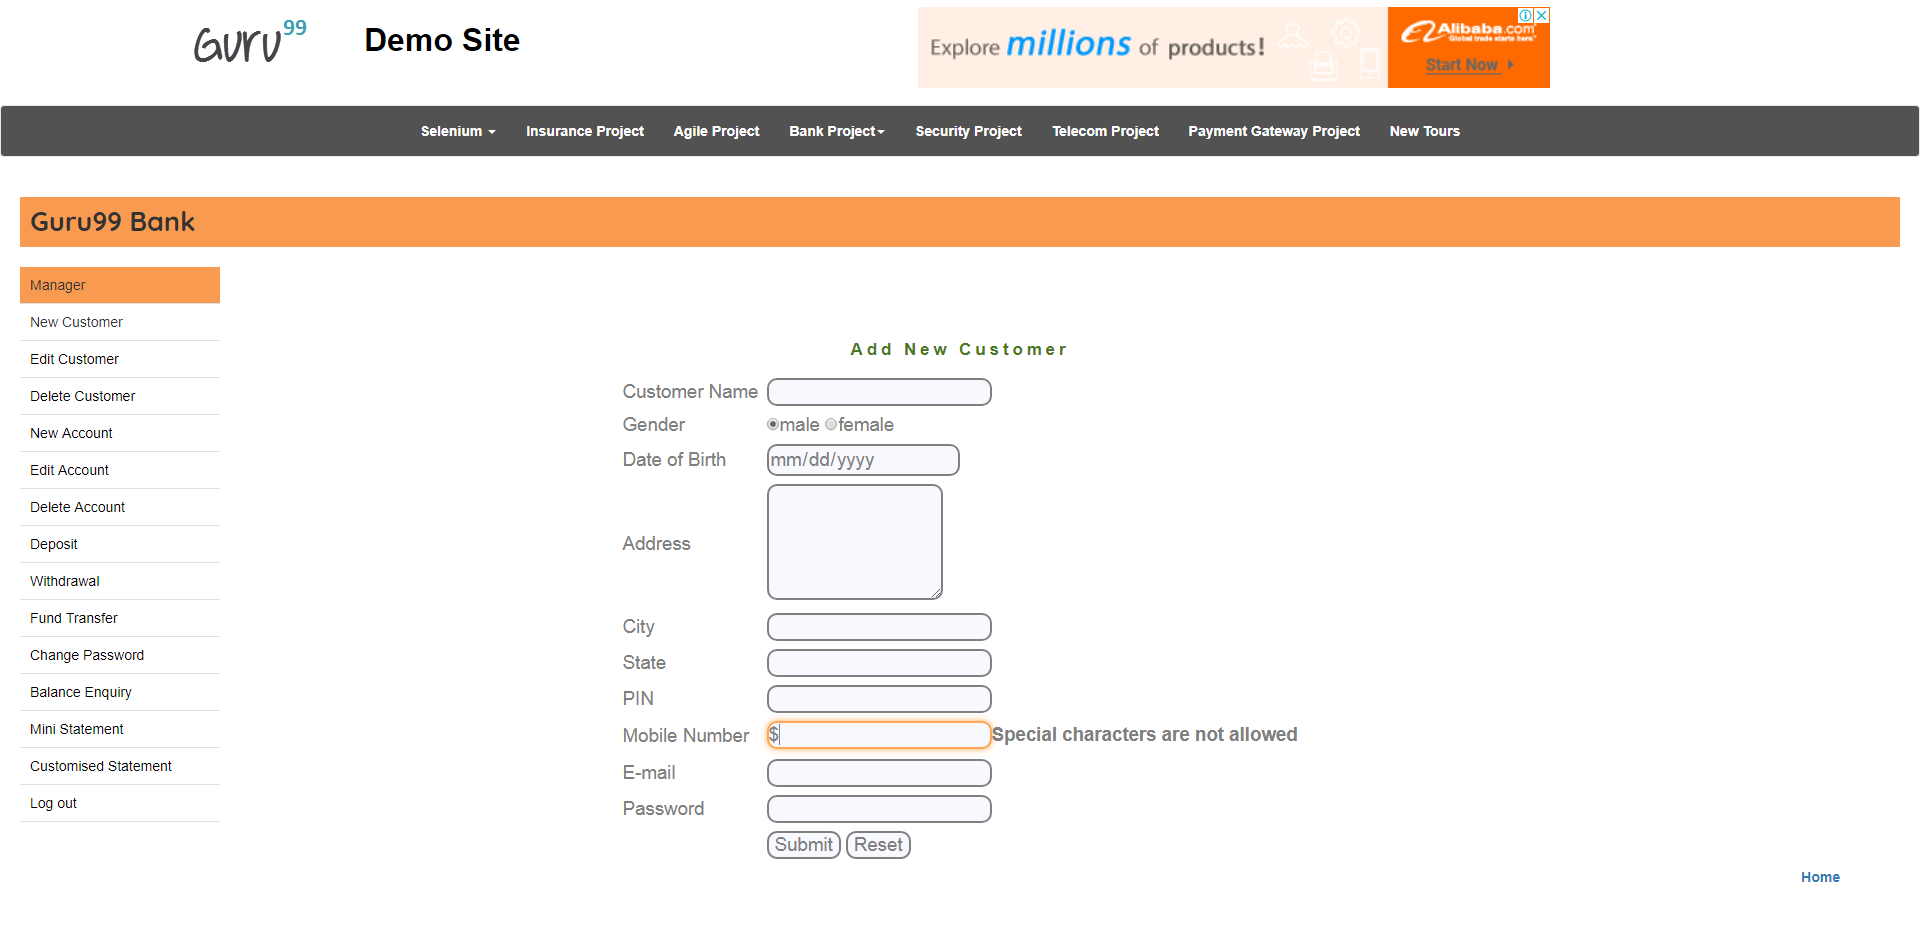 Guru99
Demo Site
Explore millions of products!
Alibaba.com
Global trade starts here.™
Start Now
Selenium
Insurance Project
Agile Project
Bank Project
Security Project
Telecom Project
Payment Gateway Project
New Tours
Guru99 Bank
Manager
New Customer
Edit Customer
Delete Customer
New Account
Edit Account
Delete Account
Deposit
Withdrawal
Fund Transfer
Change Password
Balance Enquiry
Mini Statement
Customised Statement
Log out
Add New Customer
Customer Name
Gender male female
Date of Birth mm/dd/yyyy
Address
City
State
PIN
Mobile Number $ Special characters are not allowed
E-mail
Password
Submit Reset
Home